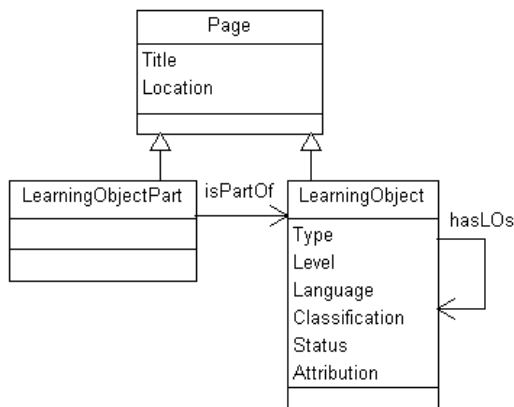 Page
Title
Location
LearningObjectPart
isPartOf
LearningObject
hasLOs
Type
Level
Language
Classification
Status
Attribution